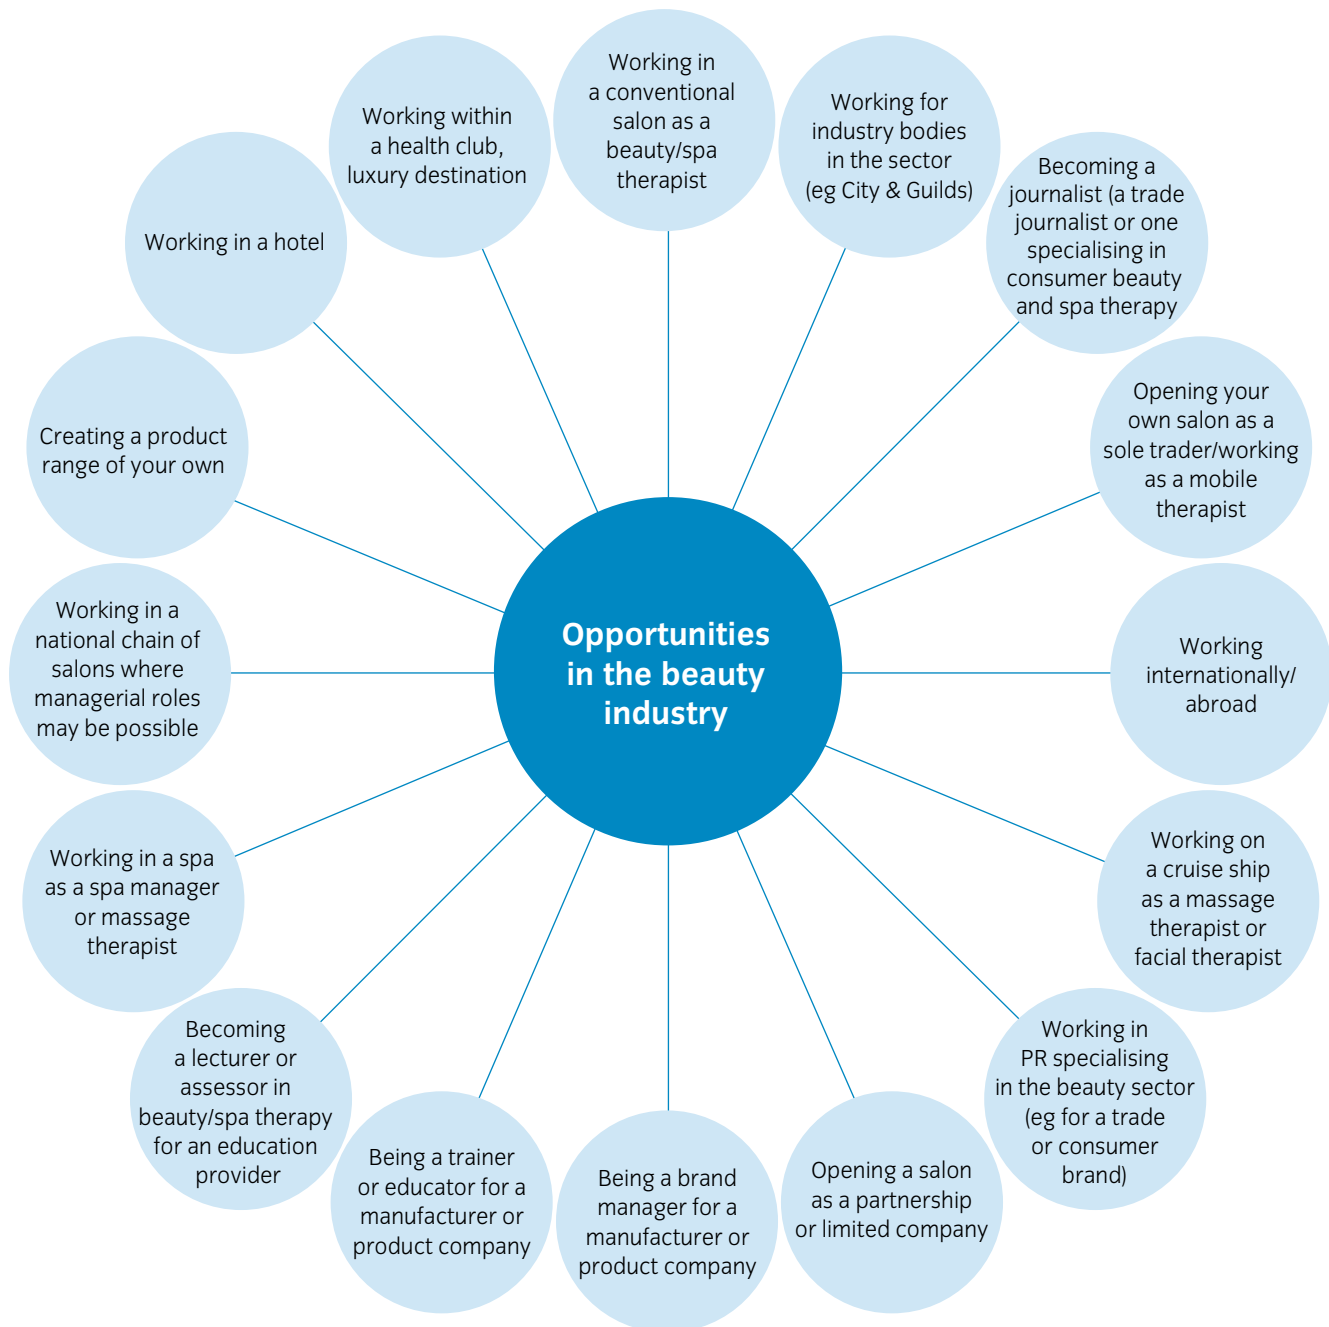 Working in
a conventional
salon as a
beauty/spa
therapist
Working for
industry bodies
in the sector
(eg City & Guilds)
Becoming a
journalist (a trade
journalist or one
specialising in
consumer beauty
and spa therapy
Opening your
own salon as a
sole trader/working
as a mobile
therapist
Working
internationally/
abroad
Working on
a cruise ship
as a massage
therapist or
facial therapist
Working in
PR specialising
in the beauty sector
(eg for a trade
or consumer
brand)
Opening a salon
as a partnership
or limited company
Being a brand
manager for a
manufacturer or
product company
Being a trainer
or educator for a
manufacturer or
product company
Becoming
a lecturer or
assessor in
beauty/spa therapy
for an education
provider
Working in a spa
as a spa manager
or massage
therapist
Working in a
national chain of
salons where
managerial roles
may be possible
Creating a product
range of your own
Working in a hotel
Working within
a health club,
luxury destination
Opportunities
in the beauty
industry